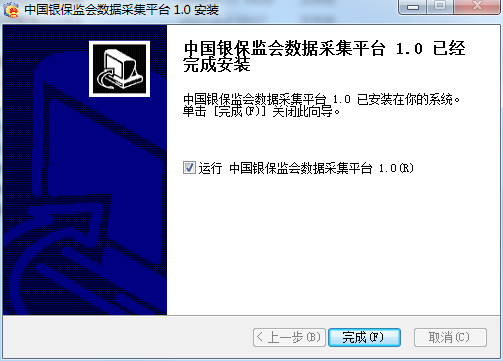 中国银保监会数据采集平台 1.0 安装
中国银保监会数据采集平台 1.0 已经
完成安装
中国银保监会数据采集平台 1.0 已安装在你的系统。
单击 [完成(F)] 关闭此向导。
运行 中国银保监会数据采集平台 1.0(R)
< 上一步(B)
完成(F)
取消(C)